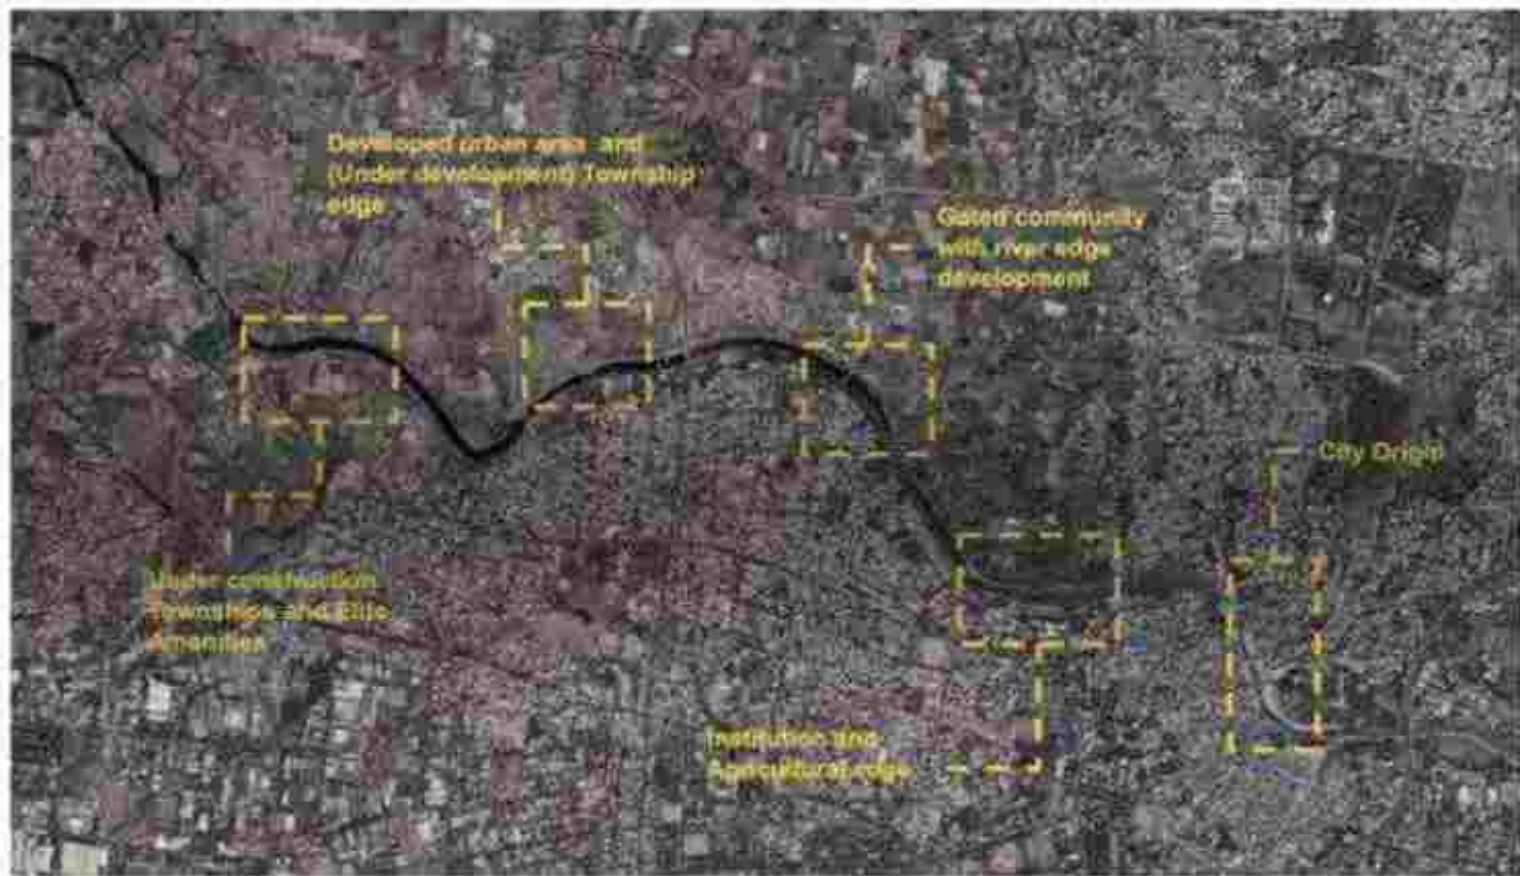 Developed urban area and
(Under development) Township
edge
Gated community
with river edge
development
City Origin
Under construction
Townships and Elite
Amenities
Institution and
Agricultural edge